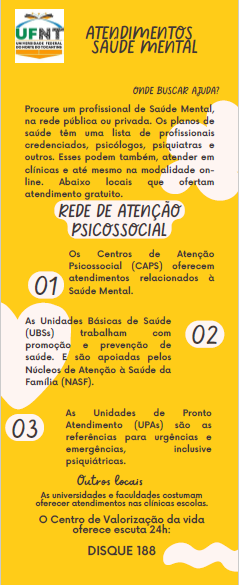 UFNT
UNIVERSIDADE FEDERAL
DO NORTE DO TOCANTINS
ATENDIMENTOS
SAÚDE MENTAL
ONDE BUSCAR AJUDA?
Procure um profissional de Saúde Mental,
na rede pública ou privada. Os planos de
saúde têm uma lista de profissionais
credenciados, psicólogos, psiquiatras e
outros. Esses podem também, atender em
clínicas e até mesmo na modalidade on-
line. Abaixo locais que ofertam
atendimento gratuito.
REDE DE ATENÇÃO
PSICOSSOCIAL
01
Os Centros de Atenção
Psicossocial (CAPS) oferecem
atendimentos relacionados à
Saúde Mental.
As Unidades Básicas de Saúde
(UBSs) trabalham com
promoção e prevenção de
saúde. E são apoiadas pelos
Núcleos de Atenção à Saúde da
Família (NASF).
02
03
As Unidades de Pronto
Atendimento (UPAs) são as
referências para urgências e
emergências, inclusive
psiquiátricas.
Outros locais
As universidades e faculdades costumam
oferecer atendimentos nas clínicas escolas.
O Centro de Valorização da vida
oferece escuta 24h:
DISQUE 188